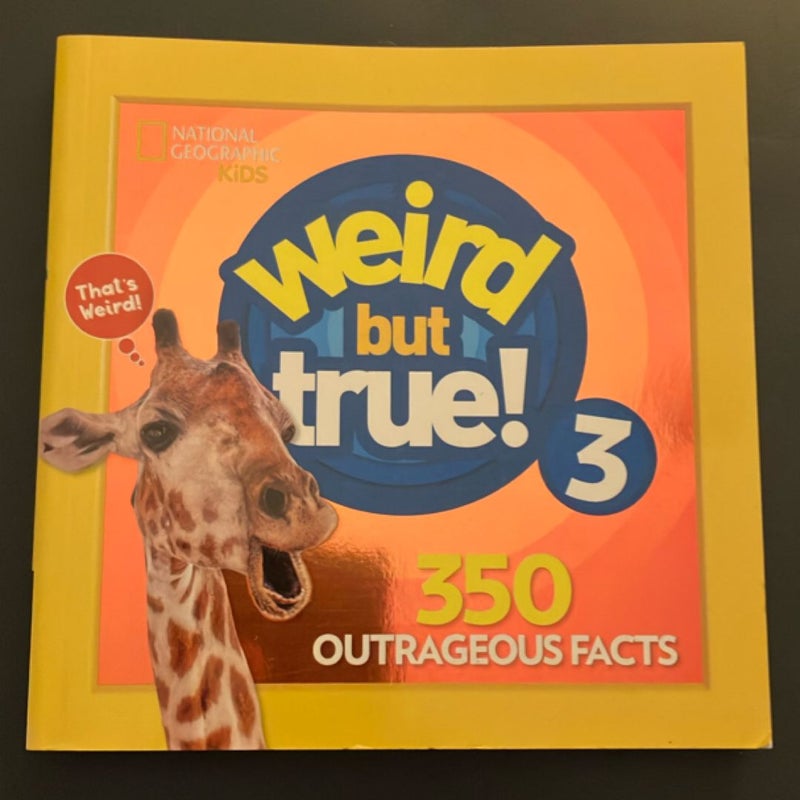 NATIONAL
GEOGRAPHIC
KiDS
That's
Weird!
weird
but
true!
3
350
OUTRAGEOUS FACTS